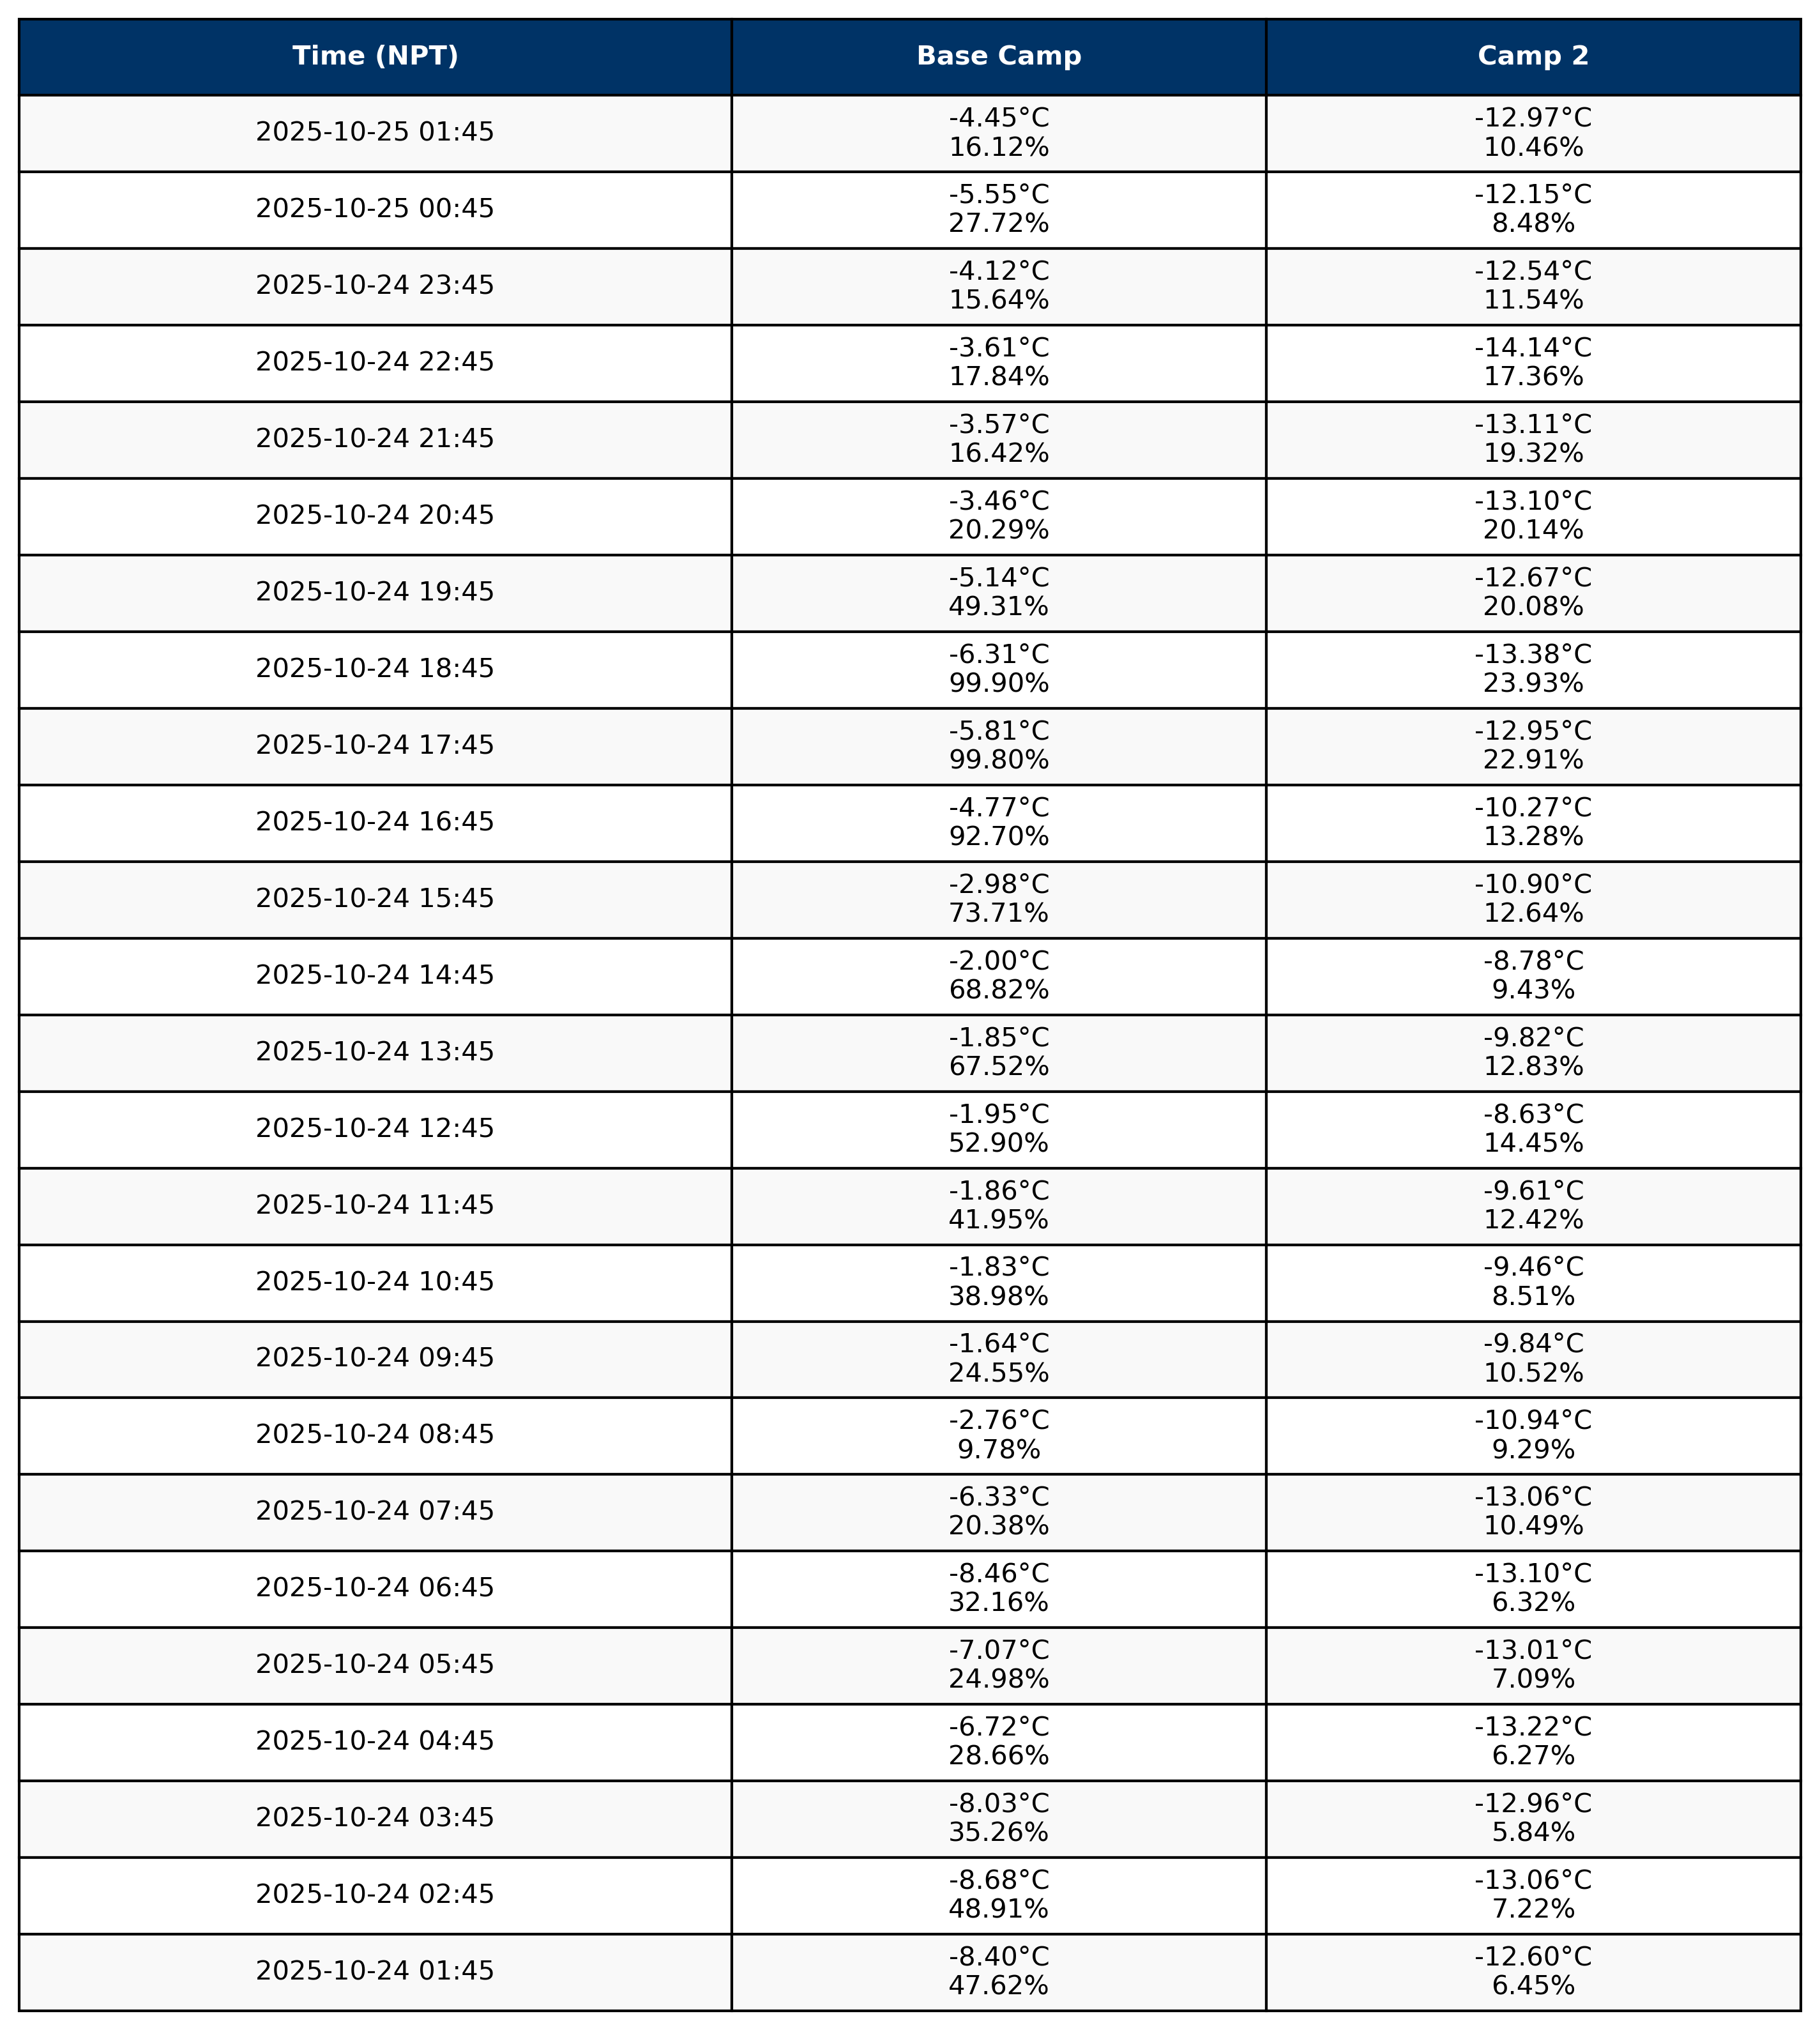 Time (NPT) Base Camp Camp 2
2025-10-25 01:45 -4.45°C -12.97°C
16.12% 10.46%
2025-10-25 00:45 -5.55°C -12.15°C
27.72% 8.48%
2025-10-24 23:45 -4.12°C -12.54°C
15.64% 11.54%
2025-10-24 22:45 -3.61°C -14.14°C
17.84% 17.36%
2025-10-24 21:45 -3.57°C -13.11°C
16.42% 19.32%
2025-10-24 20:45 -3.46°C -13.10°C
20.29% 20.14%
2025-10-24 19:45 -5.14°C -12.67°C
49.31% 20.08%
2025-10-24 18:45 -6.31°C -13.38°C
99.90% 23.93%
2025-10-24 17:45 -5.81°C -12.95°C
99.80% 22.91%
2025-10-24 16:45 -4.77°C -10.27°C
92.70% 13.28%
2025-10-24 15:45 -2.98°C -10.90°C
73.71% 12.64%
2025-10-24 14:45 -2.00°C -8.78°C
68.82% 9.43%
2025-10-24 13:45 -1.85°C -9.82°C
67.52% 12.83%
2025-10-24 12:45 -1.95°C -8.63°C
52.90% 14.45%
2025-10-24 11:45 -1.86°C -9.61°C
41.95% 12.42%
2025-10-24 10:45 -1.83°C -9.46°C
38.98% 8.51%
2025-10-24 09:45 -1.64°C -9.84°C
24.55% 10.52%
2025-10-24 08:45 -2.76°C -10.94°C
9.78% 9.29%
2025-10-24 07:45 -6.33°C -13.06°C
20.38% 10.49%
2025-10-24 06:45 -8.46°C -13.10°C
32.16% 6.32%
2025-10-24 05:45 -7.07°C -13.01°C
24.98% 7.09%
2025-10-24 04:45 -6.72°C -13.22°C
28.66% 6.27%
2025-10-24 03:45 -8.03°C -12.96°C
35.26% 5.84%
2025-10-24 02:45 -8.68°C -13.06°C
48.91% 7.22%
2025-10-24 01:45 -8.40°C -12.60°C
47.62% 6.45%